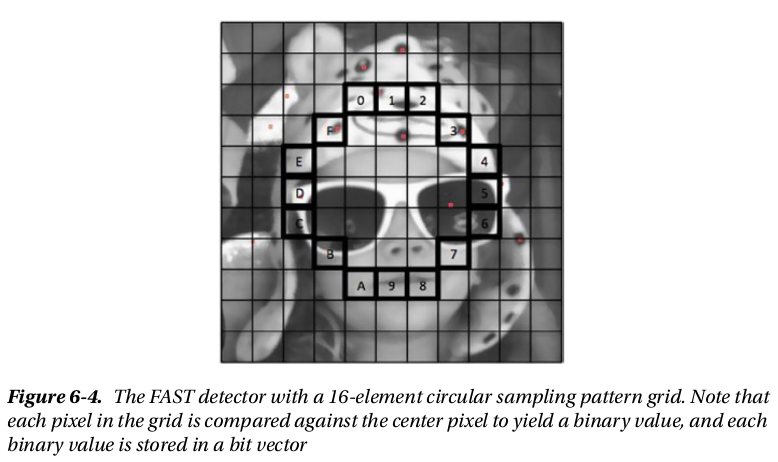 0 1 2
F 3
E 4
D 5
C 6
B 7
A 9 8
Figure 6-4. The FAST detector with a 16-element circular sampling pattern grid. Note that
each pixel in the grid is compared against the center pixel to yield a binary value, and each
binary value is stored in a bit vector